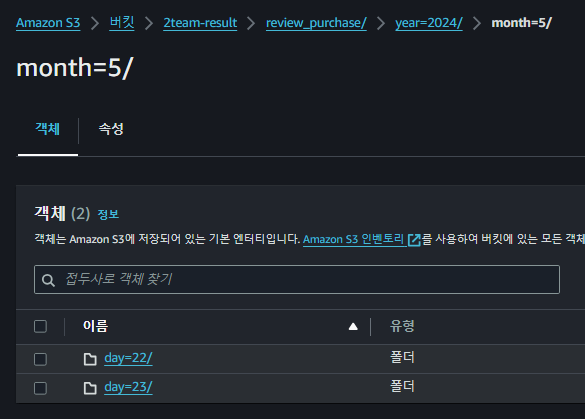 Amazon S3 > 버킷 > 2team-result > review_purchase/ > year=2024/ > month=5/
month=5/
객체 속성
객체 (2) 정보
객체는 Amazon S3에 저장되어 있는 기본 엔터티입니다. Amazon S3 인벤토리 를 사용하여 버킷에 있는 모든 객체
접두사로 객체 찾기
이름 유형
day=22/ 폴더
day=23/ 폴더